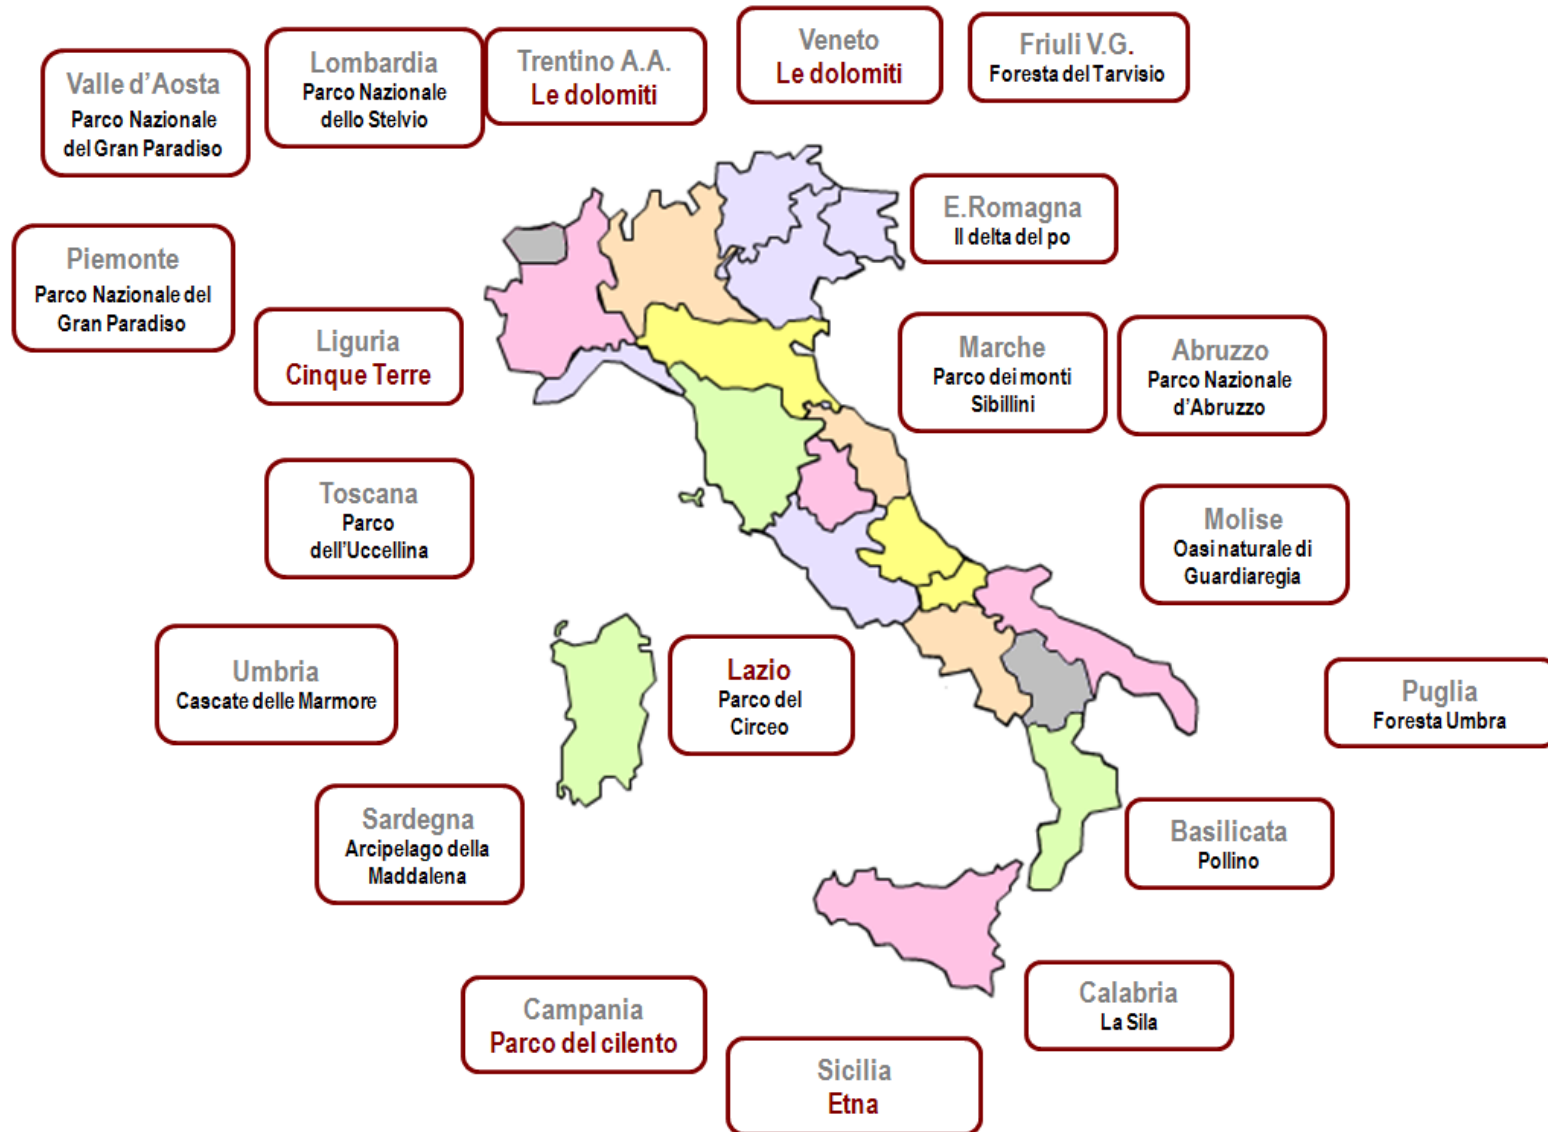 Valle d'Aosta
Parco Nazionale
del Gran Paradiso
Lombardia
Parco Nazionale
dello Stelvio
Trentino A.A.
Le dolomiti
Veneto
Le dolomiti
Friuli V.G.
Foresta del Tarvisio
E.Romagna
Il delta del po
Piemonte
Parco Nazionale del
Gran Paradiso
Liguria
Cinque Terre
Marche
Parco dei monti
Sibillini
Abruzzo
Parco Nazionale
d'Abruzzo
Toscana
Parco
dell'Uccellina
Molise
Oasi naturale di
Guardiaregia
Umbria
Cascate delle Marmore
Lazio
Parco del
Circeo
Puglia
Foresta Umbra
Sardegna
Arcipelago della
Maddalena
Basilicata
Pollino
Campania
Parco del cilento
Calabria
La Sila
Sicilia
Etna